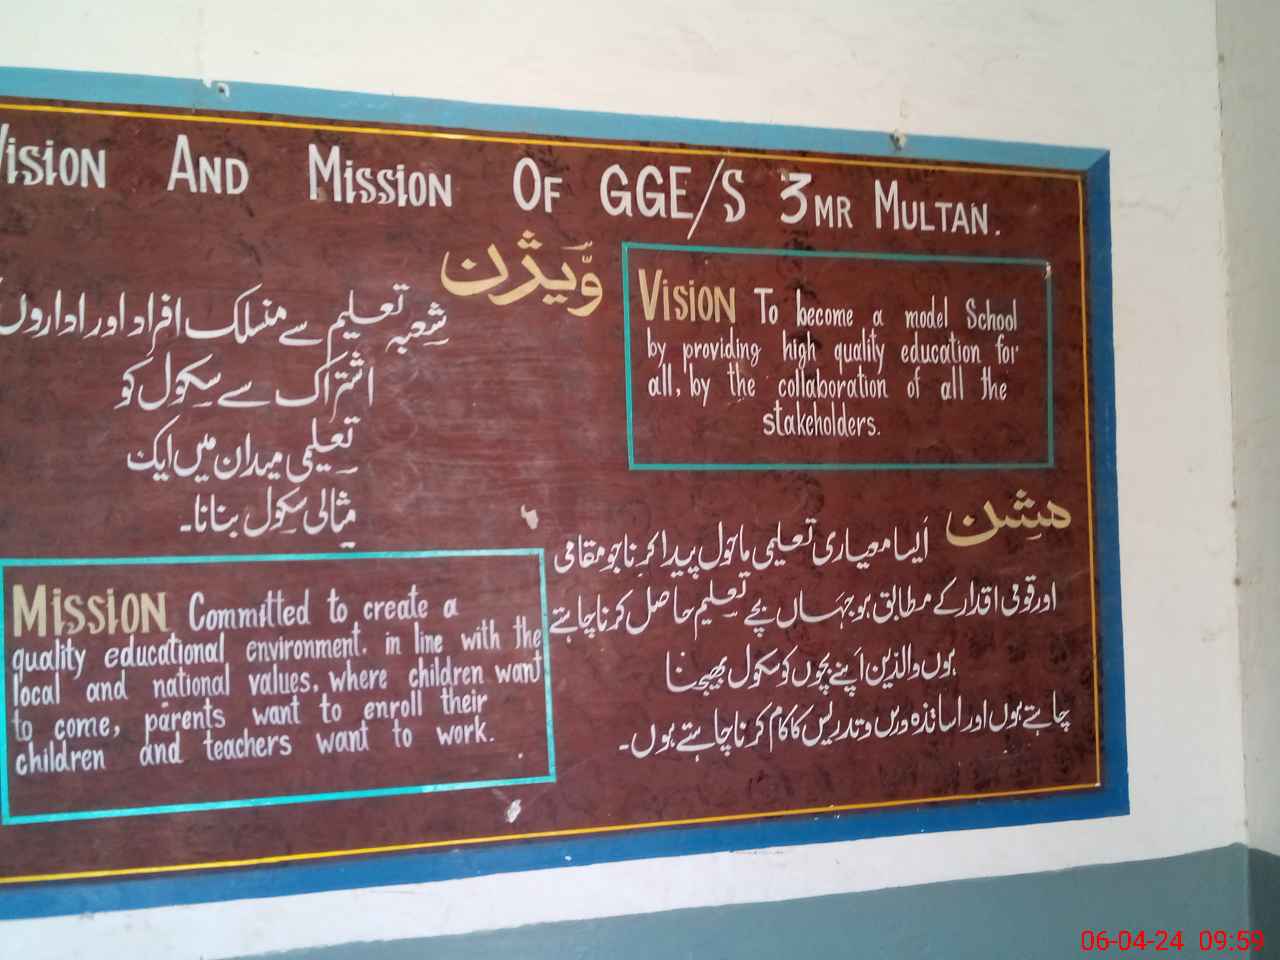 Vision And Mission Of GGE/S 3MR Multan.
وِیژن
شعبہ تعلیم سے منسلک افراد اور اداروں
اشتراک سے سکول کو
تعلیمی میدان میں ایک
مثالی سکول بنانا۔
Vision To become a model School
by providing high quality education for
all, by the collaboration of all the
stakeholders.
مشن
ایسا معیاری تعلیمی ماحول پیدا کرنا جو مقامی
اور قومی اقدار کے مطابق ہو جہاں بچے تعلیم حاصل کرنا چاہتے
ہوں والدین اپنے بچوں کو سکول بھیجنا
چاہتے ہوں اور اساتذہ درس و تدریس کا کام کرنا چاہتے ہوں۔
Mission Committed to create a
quality educational environment. in line with the
local and national values, where children want
to come, parents want to enroll their
children and teachers want to work.
06-04-24 09:59